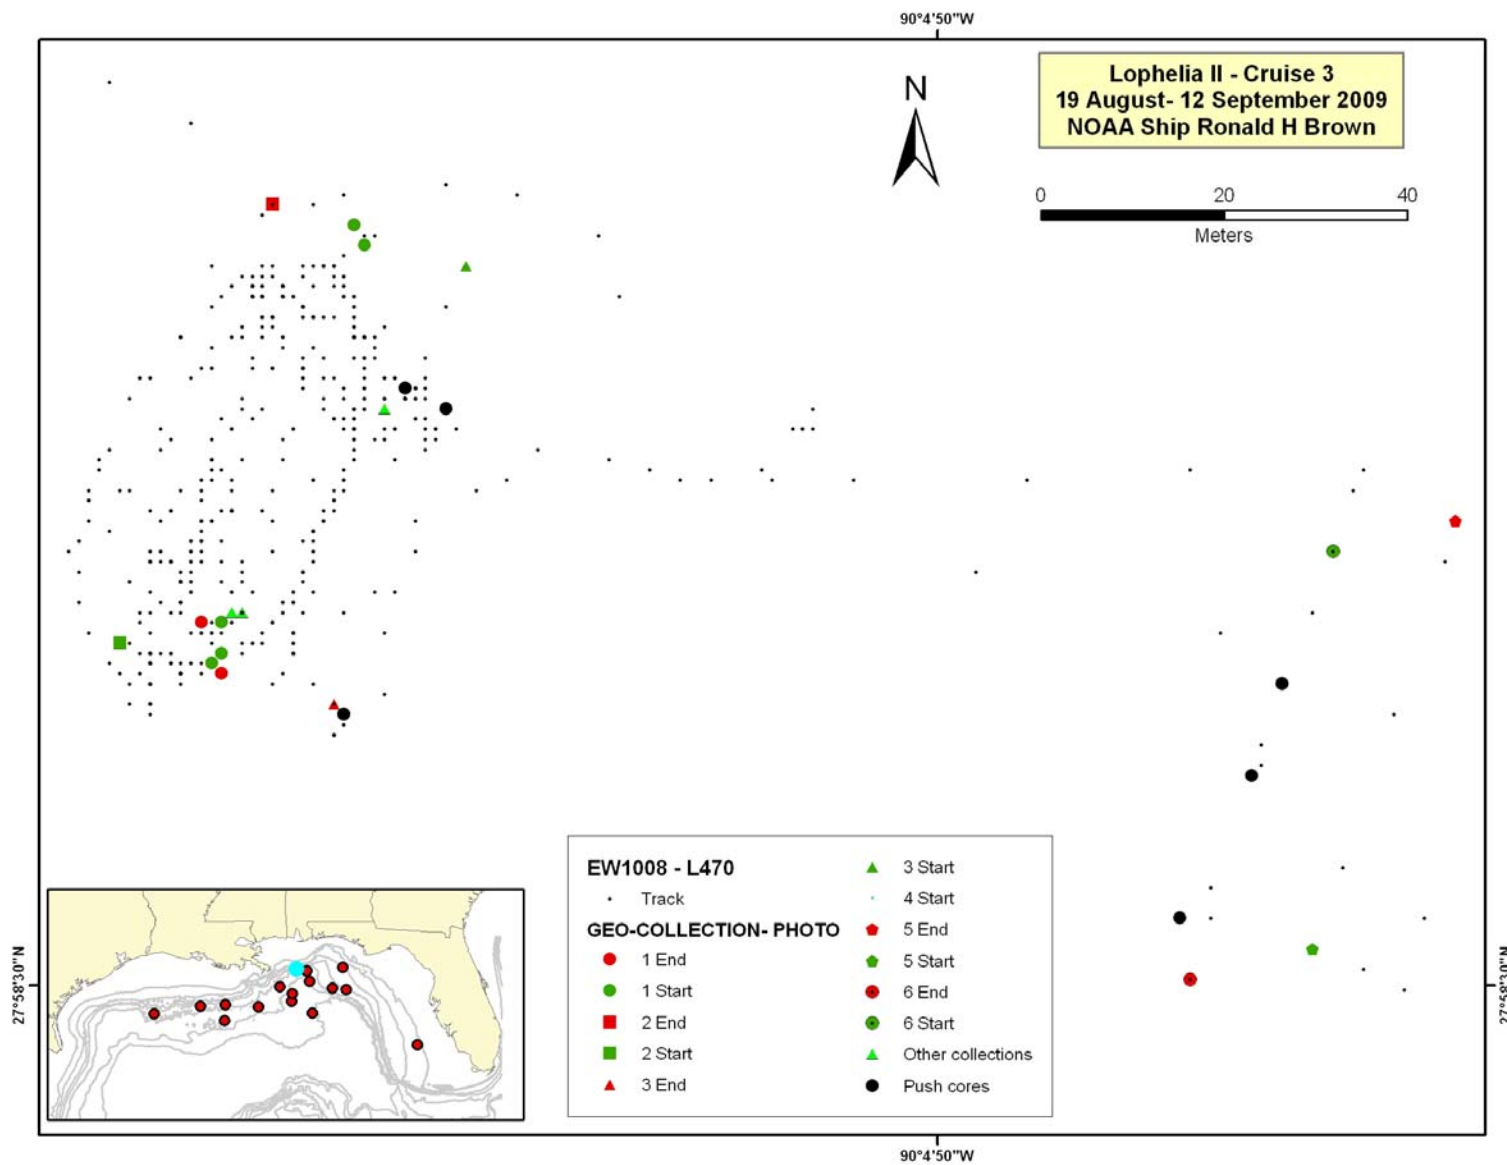 90°4'50"W
Lophelia II - Cruise 3
19 August- 12 September 2009
NOAA Ship Ronald H Brown
N
0 20 40
Meters
EW1008 - L470
Track
GEO-COLLECTION- PHOTO
1 End
1 Start
2 End
2 Start
3 End
3 Start
4 Start
5 End
5 Start
6 End
6 Start
Other collections
Push cores
27°58'30"N
27°58'30"N
90°4'50"W